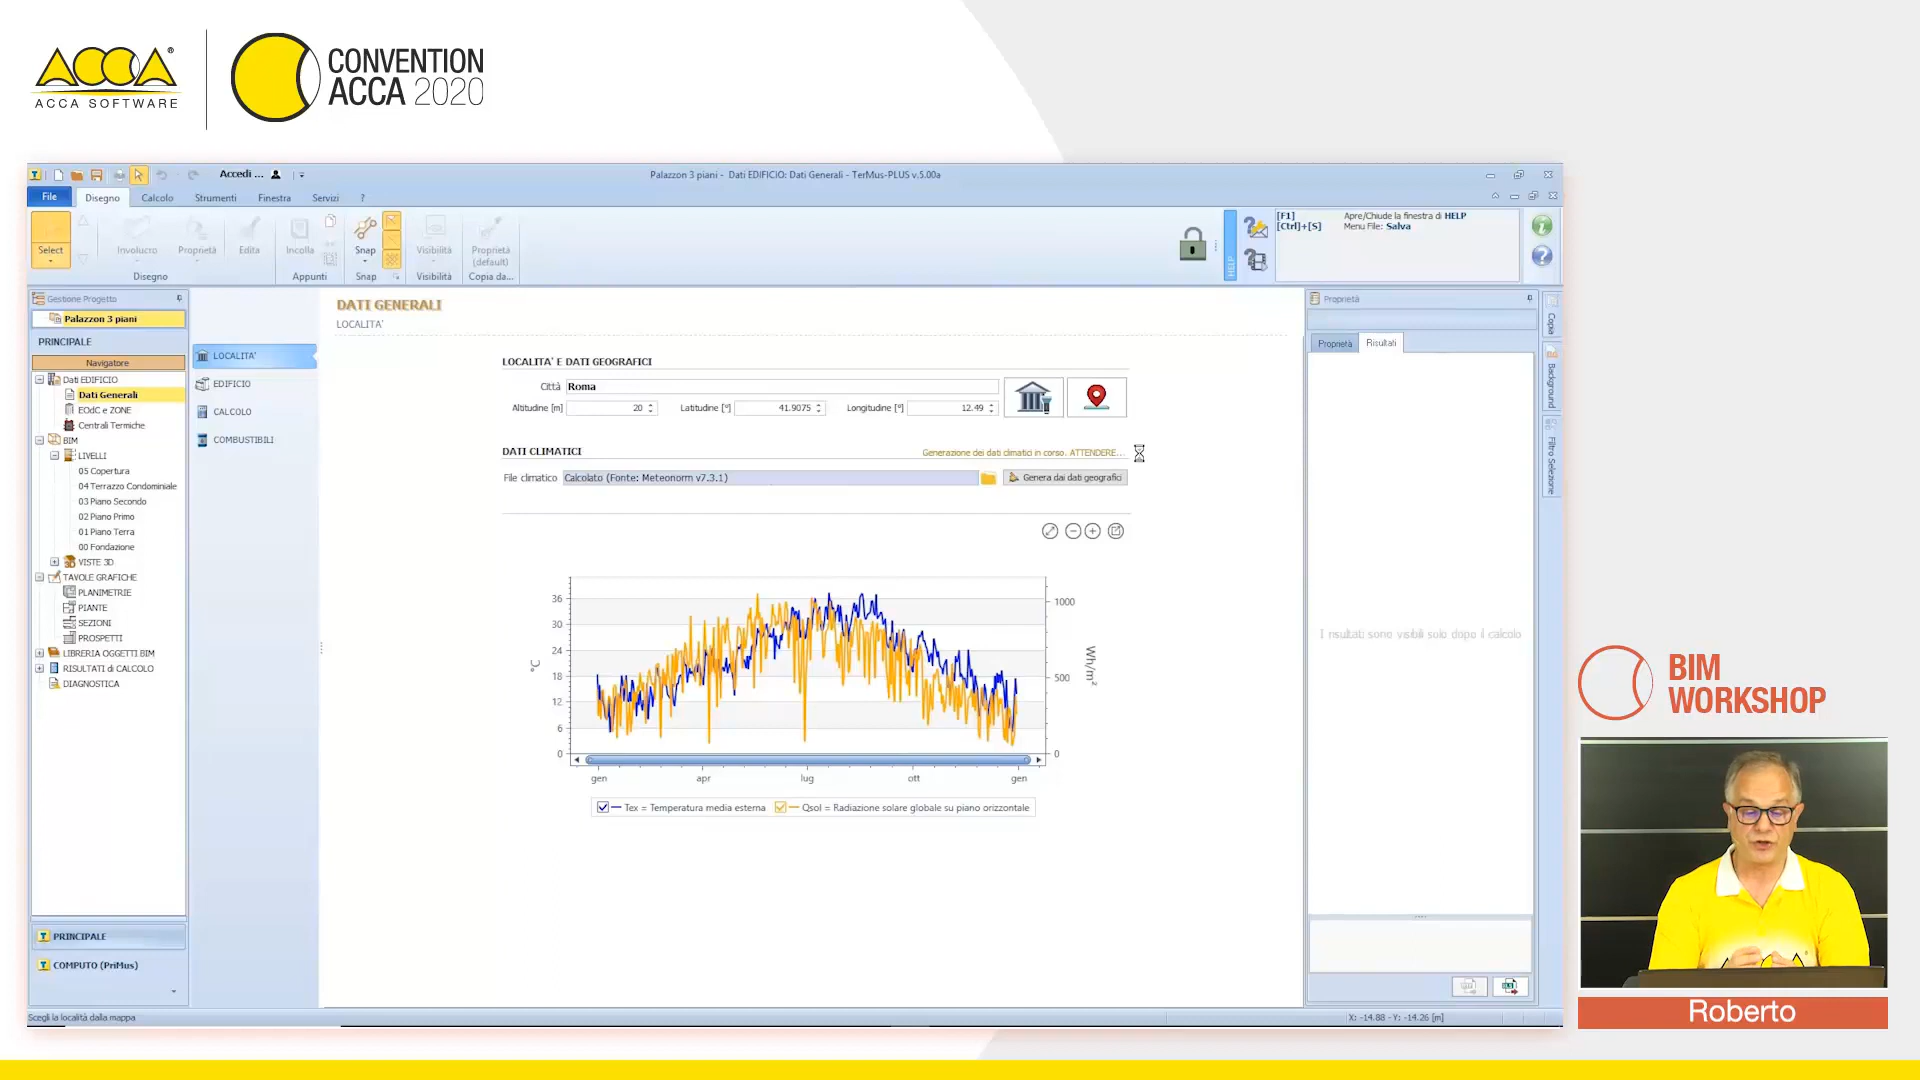 ACCA®
ACCA SOFTWARE
CONVENTION
ACCA 2020
Accedi ...
Palazzon 3 piani - Dati EDIFICIO: Dati Generali - TerMus-PLUS v.5.00a
File
Disegno
Calcolo
Strumenti
Finestra
Servizi
?
Select
Involucro
Proprietà
Edita
Incolla
Snap
Visibilità
Proprietà
(default)
Disegno
Appunti
Snap
Visibilità
Copia da...
HELP
[F1] Apre/Chiude la finestra di HELP
[Ctrl]+[S] Menu File: Salva
Gestione Progetto
Palazzon 3 piani
PRINCIPALE
Navigatore
Dati EDIFICIO
Dati Generali
EOdC e ZONE
Centrali Termiche
BIM
LIVELLI
05 Copertura
04 Terrazzo Condominiale
03 Piano Secondo
02 Piano Primo
01 Piano Terra
00 Fondazione
VISTE 3D
TAVOLE GRAFICHE
PLANIMETRIE
PIANTE
SEZIONI
PROSPETTI
LIBRERIA OGGETTI BIM
RISULTATI di CALCOLO
DIAGNOSTICA
PRINCIPALE
COMPUTO (PriMus)
LOCALITA'
EDIFICIO
CALCOLO
COMBUSTIBILI
DATI GENERALI
LOCALITA'
LOCALITA' E DATI GEOGRAFICI
Città Roma
Altitudine [m] 20 Latitudine [°] 41.9075 Longitudine [°] 12.49
DATI CLIMATICI
Generazione dei dati climatici in corso. ATTENDERE...
File climatico Calcolato (Fonte: Meteonorm v7.3.1)
Genera dai dati geografici
36
30
24
18
12
6
0
°C
1000
500
0
Wh/m²
gen apr lug ott gen
Tex = Temperatura media esterna Qsol = Radiazione solare globale su piano orizzontale
Proprietà
Proprietà
Risultati
I risultati sono visibili solo dopo il calcolo
Copia
Background
Filtro Selezione
Scegli la località dalla mappa
X: -14.88 - Y: -14.26 [m]
BIM
WORKSHOP
Roberto